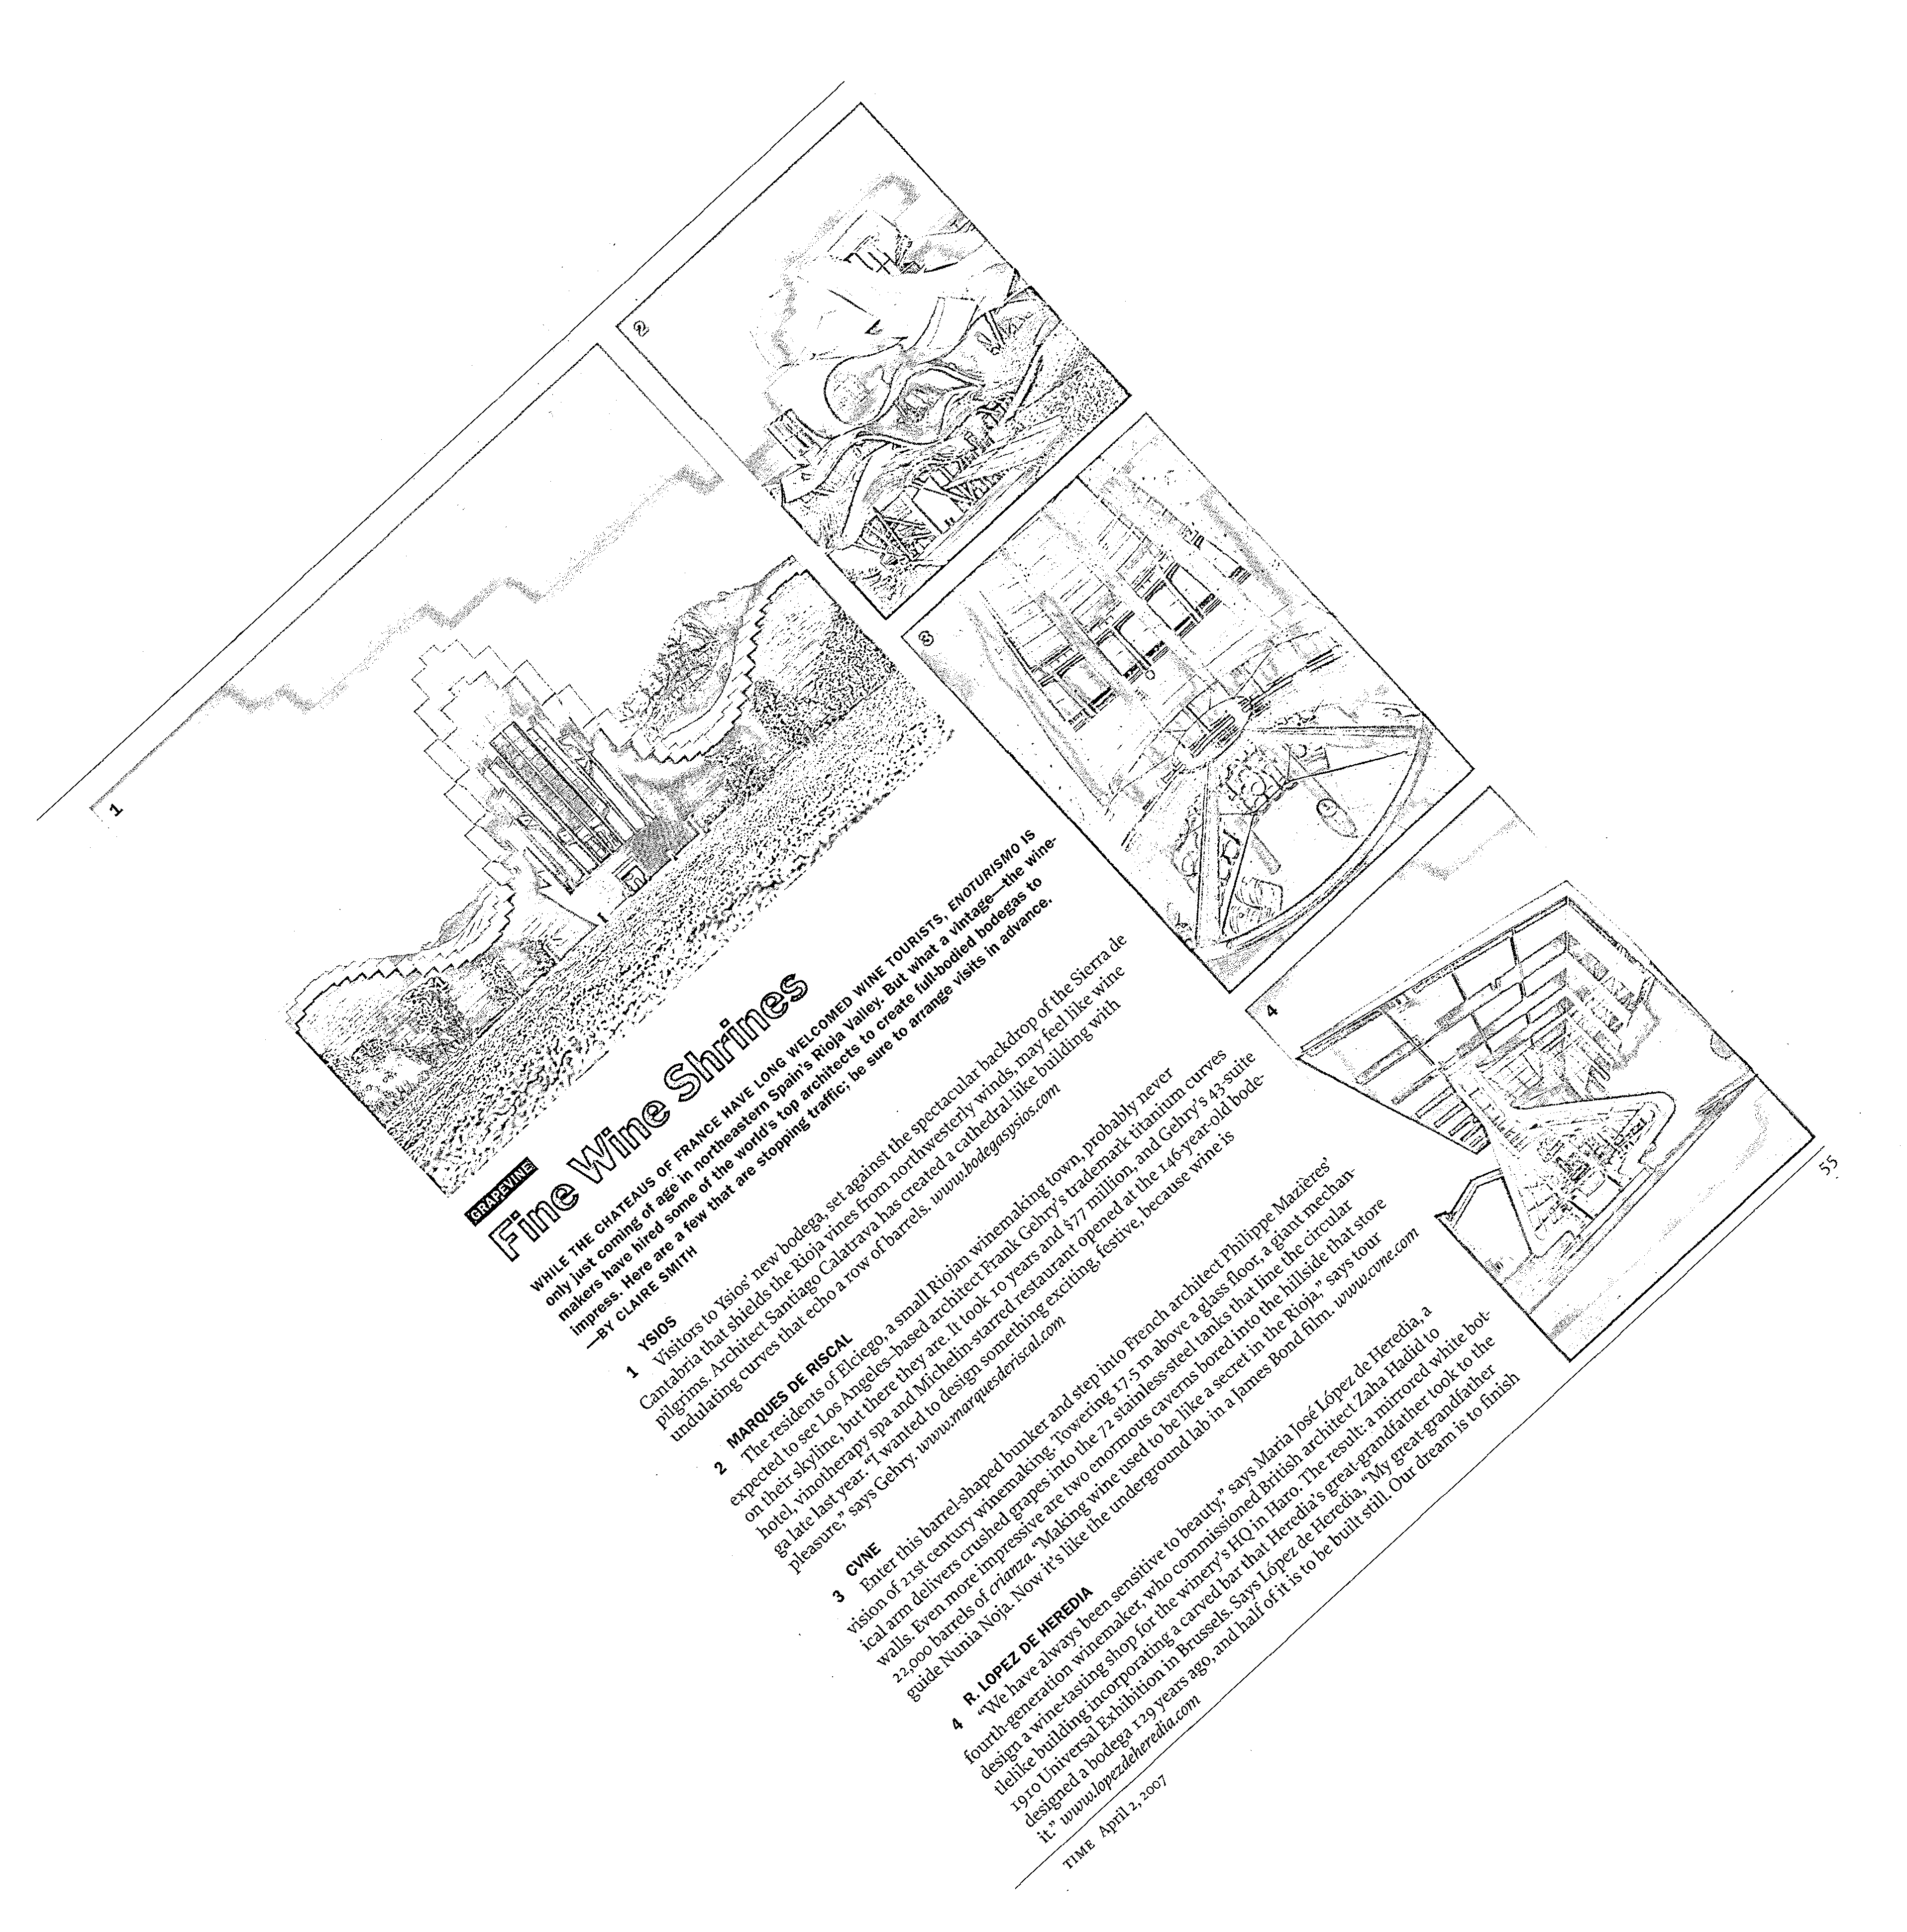 1
2
3
4
GRAPEVINE
Fine Wine Shrines
WHILE THE CHATEAUS OF FRANCE HAVE LONG WELCOMED WINE TOURISTS, ENOTURISMO IS
only just coming of age in northeastern Spain's Rioja Valley. But what a vintage—the wine-
makers have hired some of the world's top architects to create full-bodied bodegas to
impress. Here are a few that are stopping traffic; be sure to arrange visits in advance.
—BY CLAIRE SMITH
1 YSIOS
Visitors to Ysios' new bodega, set against the spectacular backdrop of the Sierra de
Cantabria that shields the Rioja vines from northwesterly winds, may feel like wine
pilgrims. Architect Santiago Calatrava has created a cathedral-like building with
undulating curves that echo a row of barrels. www.bodegasysios.com
2 MARQUES DE RISCAL
The residents of Elciego, a small Riojan winemaking town, probably never
expected to see Los Angeles–based architect Frank Gehry's trademark titanium curves
on their skyline, but there they are. It took 10 years and $77 million, and Gehry's 43-suite
hotel, vinotherapy spa and Michelin-starred restaurant opened at the 146-year-old bode-
ga late last year. "I wanted to design something exciting, festive, because wine is
pleasure," says Gehry. www.marquesderiscal.com
3 CVNE
Enter this barrel-shaped bunker and step into French architect Philippe Mazières'
vision of 21st century winemaking. Towering 17.5 m above a glass floor, a giant mechan-
ical arm delivers crushed grapes into the 72 stainless-steel tanks that line the circular
walls. Even more impressive are two enormous caverns bored into the hillside that store
22,000 barrels of crianza. "Making wine used to be like a secret in the Rioja," says tour
guide Nunia Noja. Now it's like the underground lab in a James Bond film. www.cvne.com
4 R. LOPEZ DE HEREDIA
"We have always been sensitive to beauty," says Maria José López de Heredia, a
fourth-generation winemaker, who commissioned British architect Zaha Hadid to
design a wine-tasting shop for the winery's HQ in Haro. The result: a mirrored white bot-
tlelike building incorporating a carved bar that Heredia's great-grandfather took to the
1910 Universal Exhibition in Brussels. Says López de Heredia, "My great-grandfather
designed a bodega 129 years ago, and half of it is to be built still. Our dream is to finish
it." www.lopezdeheredia.com
TIME April 2, 2007
55